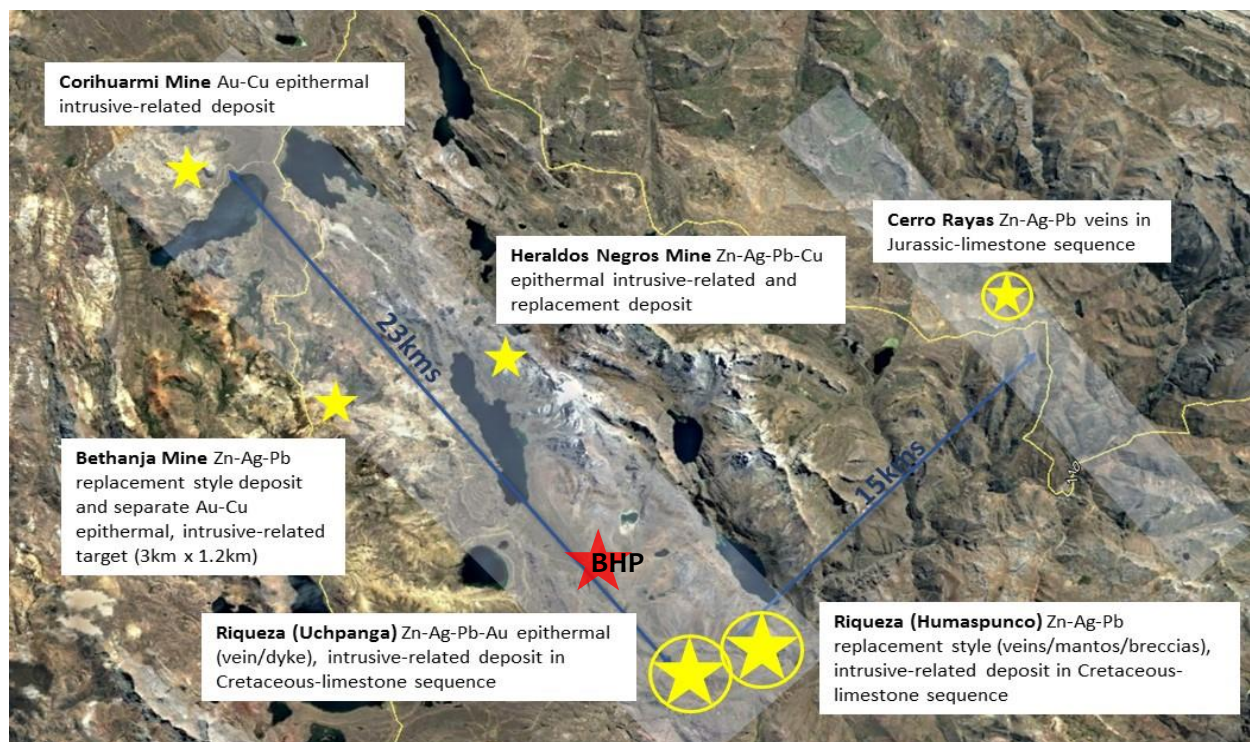 Corihuarmi Mine Au-Cu epithermal
intrusive-related deposit
Cerro Rayas Zn-Ag-Pb veins in
Jurassic-limestone sequence
Heraldos Negros Mine Zn-Ag-Pb-Cu
epithermal intrusive-related and
replacement deposit
23kms
Bethanja Mine Zn-Ag-Pb
replacement style deposit
and separate Au-Cu
epithermal, intrusive-related
target (3km x 1.2km)
15kms
BHP
Riqueza (Uchpanga) Zn-Ag-Pb-Au epithermal
(vein/dyke), intrusive-related deposit in
Cretaceous-limestone sequence
Riqueza (Humaspunco) Zn-Ag-Pb
replacement style (veins/mantos/breccias),
intrusive-related deposit in Cretaceous-
limestone sequence